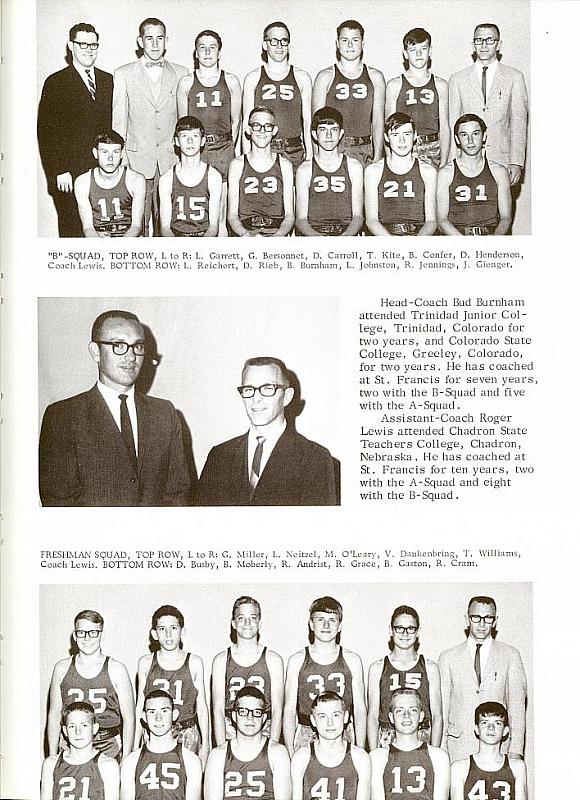 11 25 33 13
11 15 23 35 21 31
"B"-SQUAD, TOP ROW, L to R: L. Garrett, G. Bersonnet, D. Carroll, T. Kite, B. Confer, D. Henderson,
Coach Lewis. BOTTOM ROW: L. Reichert, D. Rieb, B. Burnham, L. Johnston, R. Jennings, J. Gienger.
Head-Coach Bud Burnham
attended Trinidad Junior Col-
lege, Trinidad, Colorado for
two years, and Colorado State
College, Greeley, Colorado,
for two years. He has coached
at St. Francis for seven years,
two with the B-Squad and five
with the A-Squad.
Assistant-Coach Roger
Lewis attended Chadron State
Teachers College, Chadron,
Nebraska. He has coached at
St. Francis for ten years, two
with the A-Squad and eight
with the B-Squad.
FRESHMAN SQUAD, TOP ROW, L to R: G. Miller, L. Neitzel, M. O'Leary, V. Dankenbring, T. Williams,
Coach Lewis. BOTTOM ROW: D. Busby, B. Moberly, R. Andrist, R. Grace, B. Gaston, R. Cram.
35 31 23 33 15
21 45 25 41 13 43